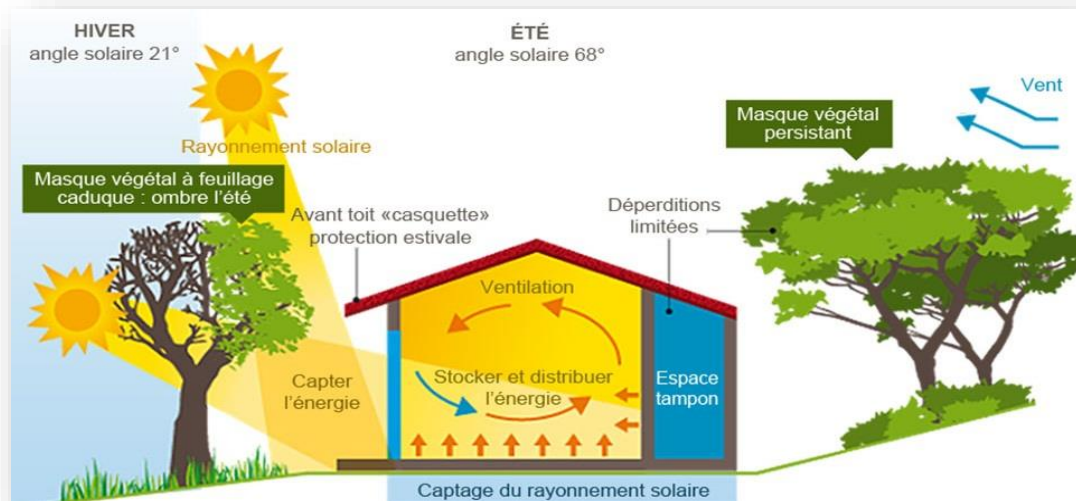 HIVER
angle solaire 21°
ÉTÉ
angle solaire 68°
Vent
Masque végétal
persistant
Rayonnement solaire
Masque végétal à feuillage
caduque : ombre l'été
Avant toit «casquette»
protection estivale
Déperditions
limitées
Ventilation
Capter
l'énergie
Stocker et distribuer
l'énergie
Espace
tampon
Captage du rayonnement solaire